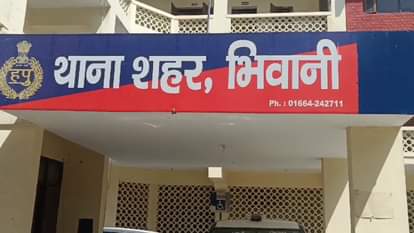 थाना शहर, भिवानी
ह पु
Ph. : 01664-242711